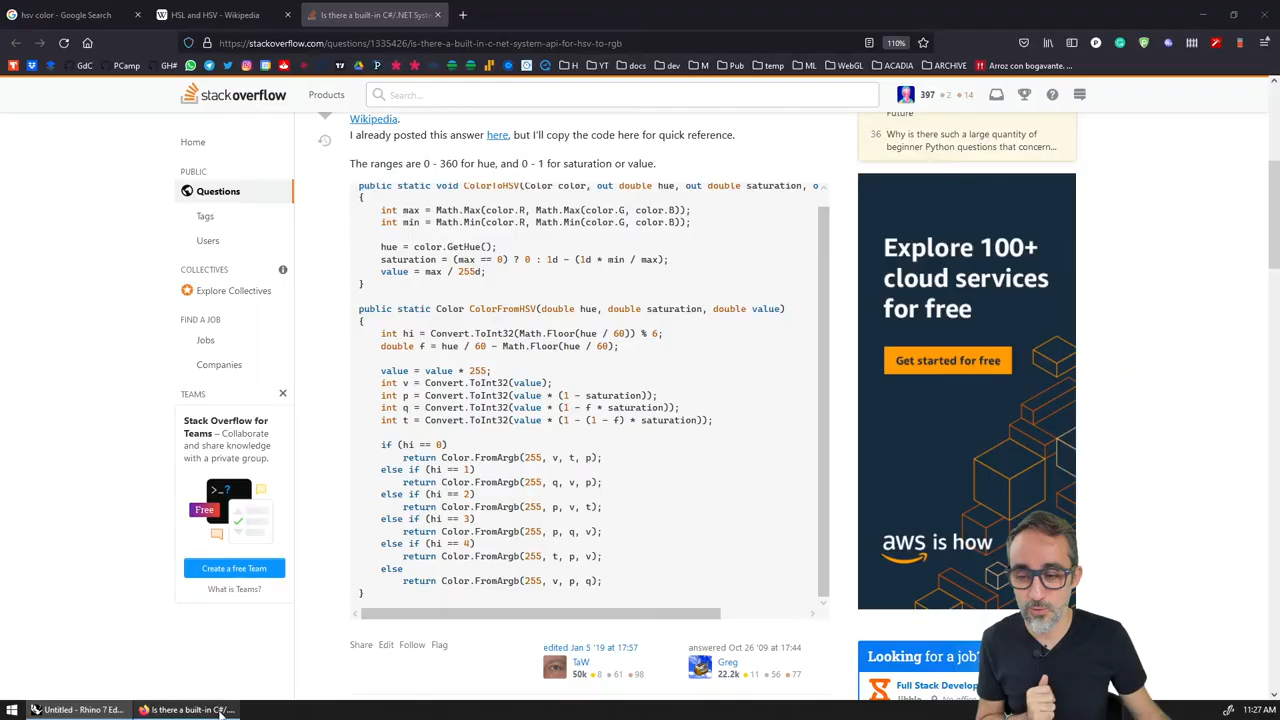 hsv color - Google Search
HSL and HSV - Wikipedia
Is there a built-in C#/.NET Syste
https://stackoverflow.com/questions/1335426/is-there-a-built-in-c-net-system-api-for-hsv-to-rgb
110%
GdC
PCamp
GH#
H
YT
docs
dev
M
Pub
temp
ML
WebGL
ACADIA
ARCHIVE
Arroz con bogavante. ...
stackoverflow
Products
Search...
397
2
14
Home
PUBLIC
Questions
Tags
Users
COLLECTIVES
Explore Collectives
FIND A JOB
Jobs
Companies
TEAMS
Stack Overflow for
Teams – Collaborate
and share knowledge
with a private group.
>_?
Free
Create a free Team
What is Teams?
Wikipedia.
I already posted this answer here, but I'll copy the code here for quick reference.
The ranges are 0 - 360 for hue, and 0 - 1 for saturation or value.
public static void ColorToHSV(Color color, out double hue, out double saturation, o
{
int max = Math.Max(color.R, Math.Max(color.G, color.B));
int min = Math.Min(color.R, Math.Min(color.G, color.B));
hue = color.GetHue();
saturation = (max == 0) ? 0 : 1d - (1d * min / max);
value = max / 255d;
}
public static Color ColorFromHSV(double hue, double saturation, double value)
{
int hi = Convert.ToInt32(Math.Floor(hue / 60)) % 6;
double f = hue / 60 - Math.Floor(hue / 60);
value = value * 255;
int v = Convert.ToInt32(value);
int p = Convert.ToInt32(value * (1 - saturation));
int q = Convert.ToInt32(value * (1 - f * saturation));
int t = Convert.ToInt32(value * (1 - (1 - f) * saturation));
if (hi == 0)
return Color.FromArgb(255, v, t, p);
else if (hi == 1)
return Color.FromArgb(255, q, v, p);
else if (hi == 2)
return Color.FromArgb(255, p, v, t);
else if (hi == 3)
return Color.FromArgb(255, p, q, v);
else if (hi == 4)
return Color.FromArgb(255, t, p, v);
else
return Color.FromArgb(255, v, p, q);
}
Share Edit Follow Flag
edited Jan 5 '19 at 17:57
TaW
50k 8 61 98
answered Oct 26 '09 at 17:44
Greg
22.2k 11 56 77
Future
36 Why is there such a large quantity of
beginner Python questions that concern...
Explore 100+
cloud services
for free
Get started for free
aws is how
Looking for a job?
Full Stack Develop
Untitled - Rhino 7 Ed...
Is there a built-in C#/....
11:27 AM